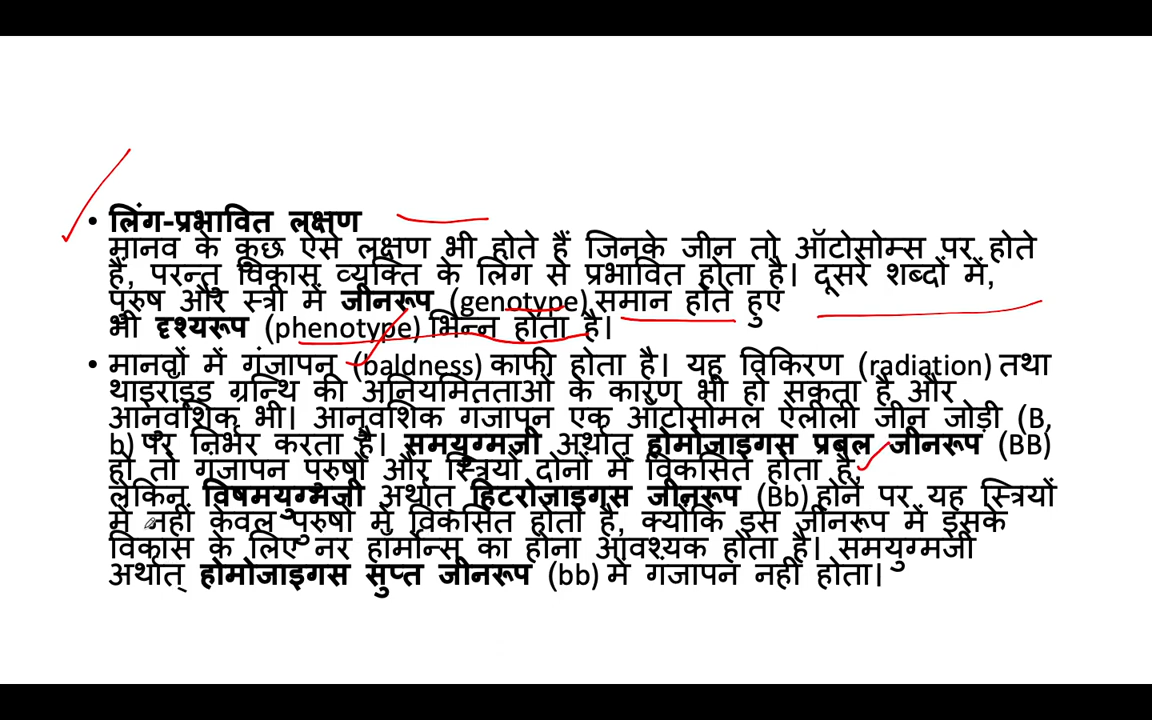 • लिंग-प्रभावित लक्षण
मानव के कुछ ऐसे लक्षण भी होते हैं जिनके जीन तो ऑटोसोम्स पर होते
हैं, परन्तु विकास व्यक्ति के लिंग से प्रभावित होता है। दूसरे शब्दों में,
पुरुष और स्त्री में जीनरूप (genotype) समान होते हुए
भी दृश्यरूप (phenotype) भिन्न होता है।
• मानवों में गंजापन (baldness) काफी होता है। यह विकिरण (radiation) तथा
थाइरॉइड ग्रन्थि की अनियमितताओं के कारण भी हो सकता है और
आनुवंशिक भी। आनुवंशिक गंजापन एक ऑटोसोमल ऐलीली जीन जोड़ी (B,
b) पर निर्भर करता है। समयुग्मजी अर्थात् होमोजाइगस प्रबल जीनरूप (BB)
हो तो गंजापन पुरुषों और स्त्रियों दोनों में विकसित होता है,
लेकिन विषमयुग्मजी अर्थात् हिटरोजाइगस जीनरूप (Bb) होने पर यह स्त्रियों
में नहीं केवल पुरुषों में विकसित होता है, क्योंकि इस जीनरूप में इसके
विकास के लिए नर हॉर्मोन्स का होना आवश्यक होता है। समयुग्मजी
अर्थात् होमोजाइगस सुप्त जीनरूप (bb) में गंजापन नहीं होता।